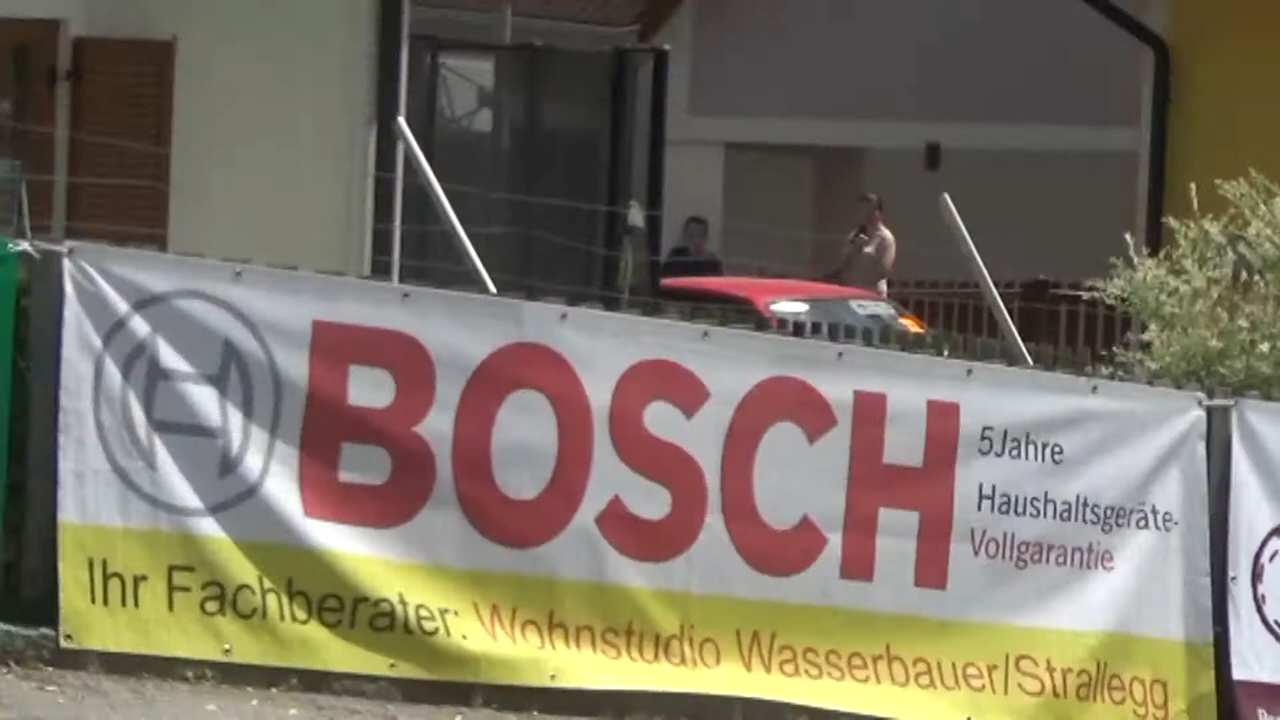 BOSCH
5Jahre
Haushaltsgeräte-
Vollgarantie
Ihr Fachberater: Wohnstudio Wasserbauer/Strallegg